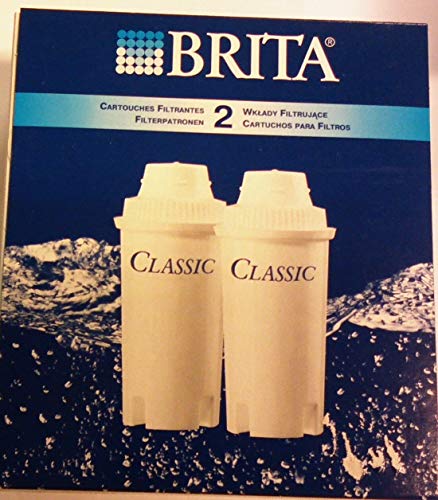 BRITA®
CARTOUCHES FILTRANTES
FILTERPATRONEN
2
WKŁADY FILTRUJĄCE
CARTUCHOS PARA FILTROS
CLASSIC
CLASSIC